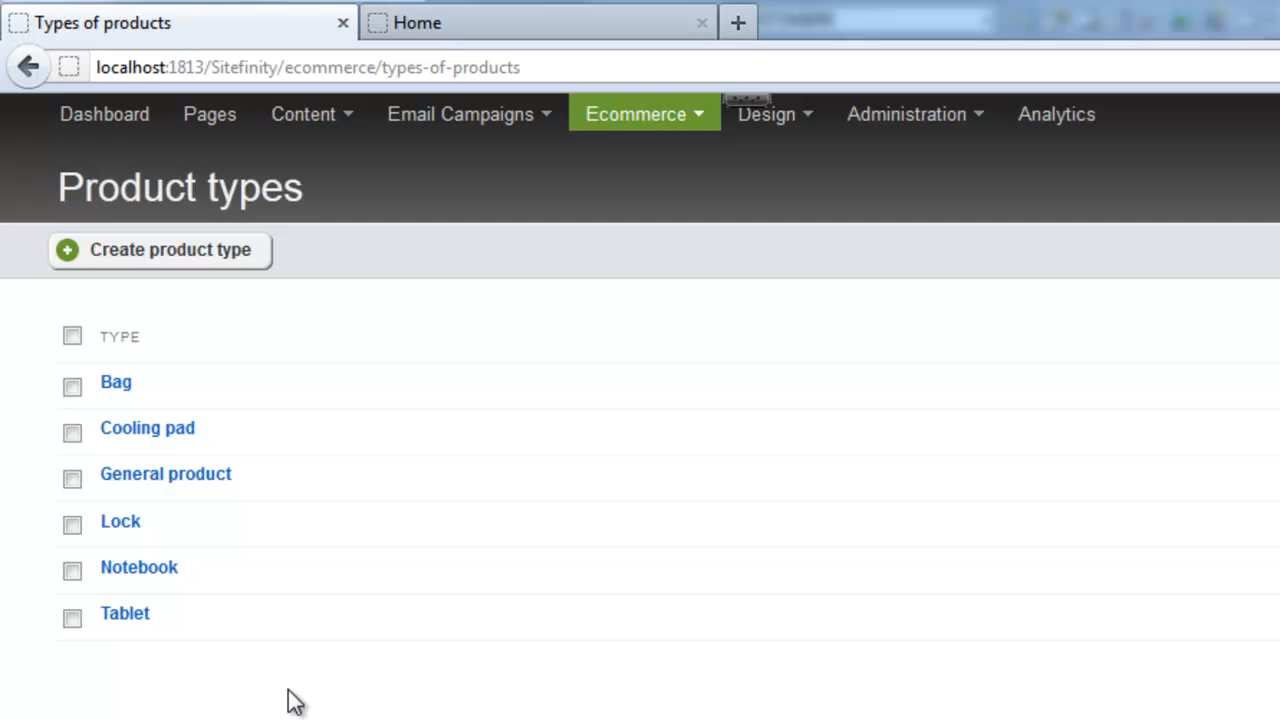 Types of products
Home
localhost:1813/Sitefinity/ecommerce/types-of-products
Dashboard Pages Content Email Campaigns Ecommerce Design Administration Analytics
Product types
Create product type
TYPE
Bag
Cooling pad
General product
Lock
Notebook
Tablet